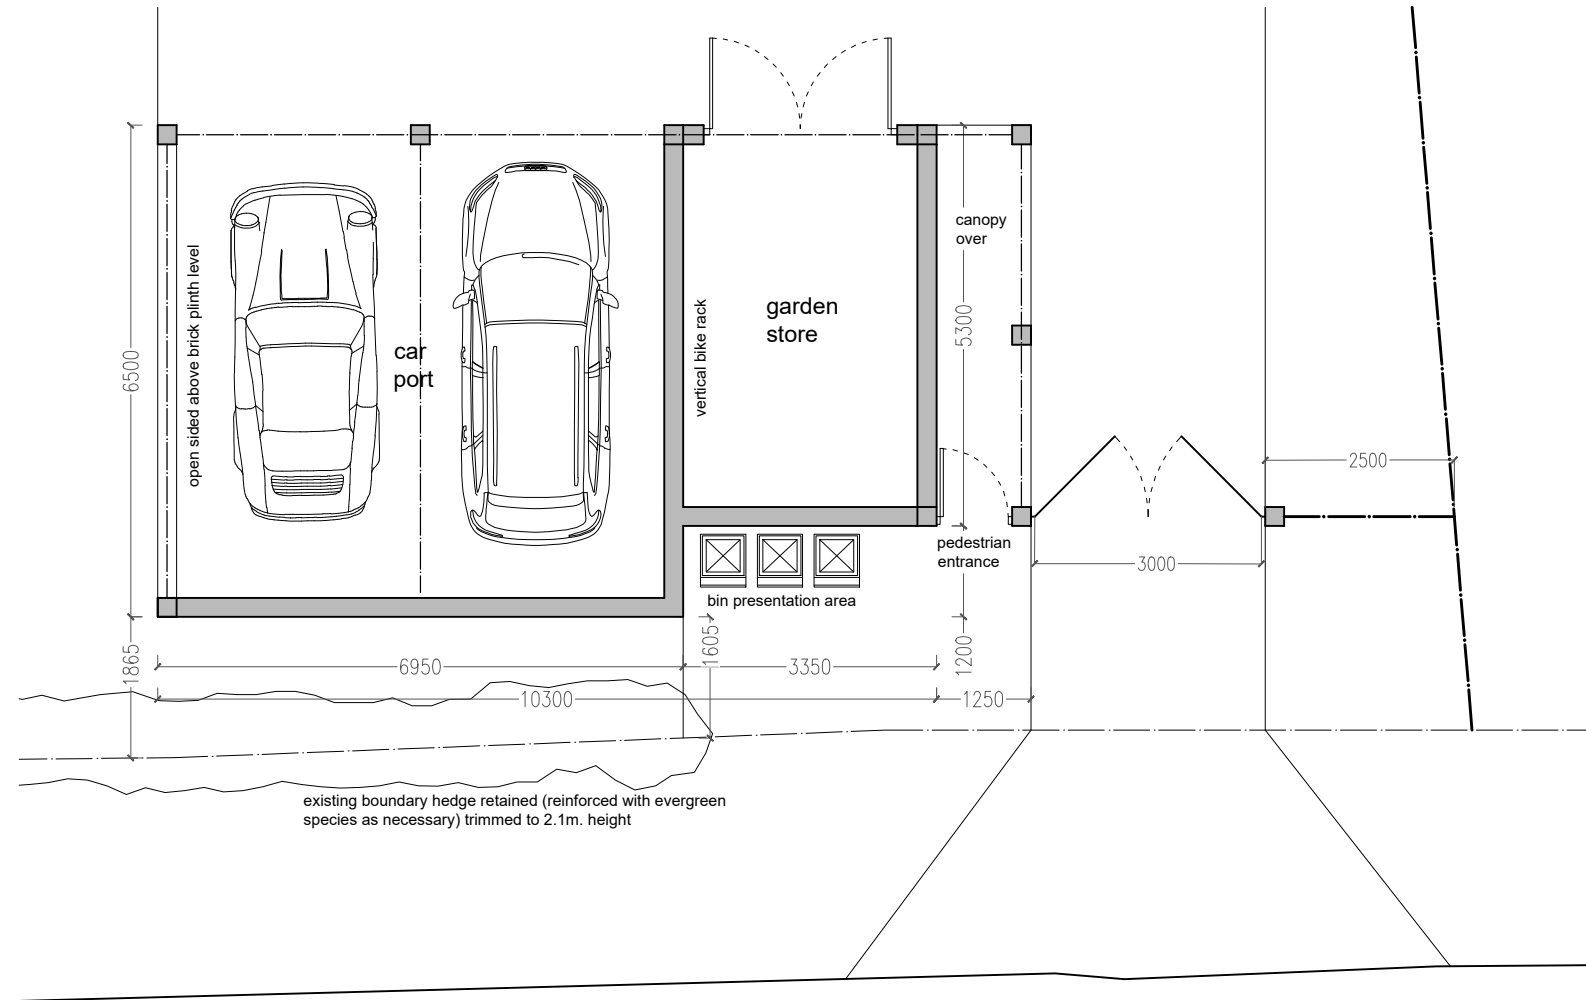 canopy
over
open sided above brick plinth level
vertical bike rack
garden
store
car
port
6500
5300
2500
pedestrian
entrance
3000
bin presentation area
1865
6950
1605
3350
1200
10300
1250
existing boundary hedge retained (reinforced with evergreen
species as necessary) trimmed to 2.1m. height